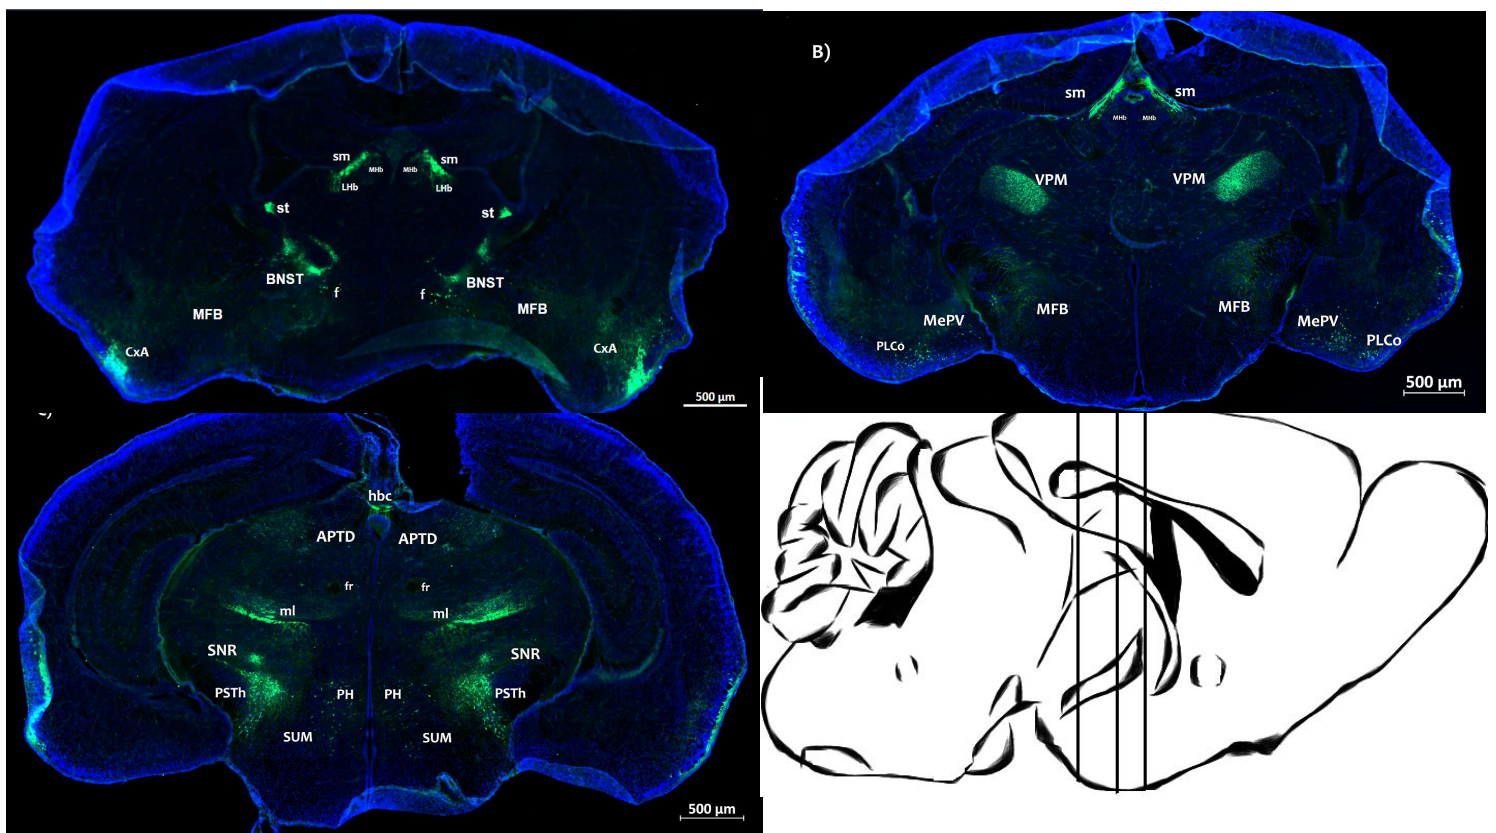 sm
sm
MHb
MHb
LHb
LHb
st
st
BNST
BNST
f
f
MFB
MFB
CxA
CxA
500 µm
B)
sm
sm
MHb
MHb
VPM
VPM
MFB
MFB
MePV
MePV
PLCo
PLCo
500 µm
hbc
APTD
APTD
fr
fr
ml
ml
SNR
SNR
PSTh
PH
PH
PSTh
SUM
SUM
500 µm